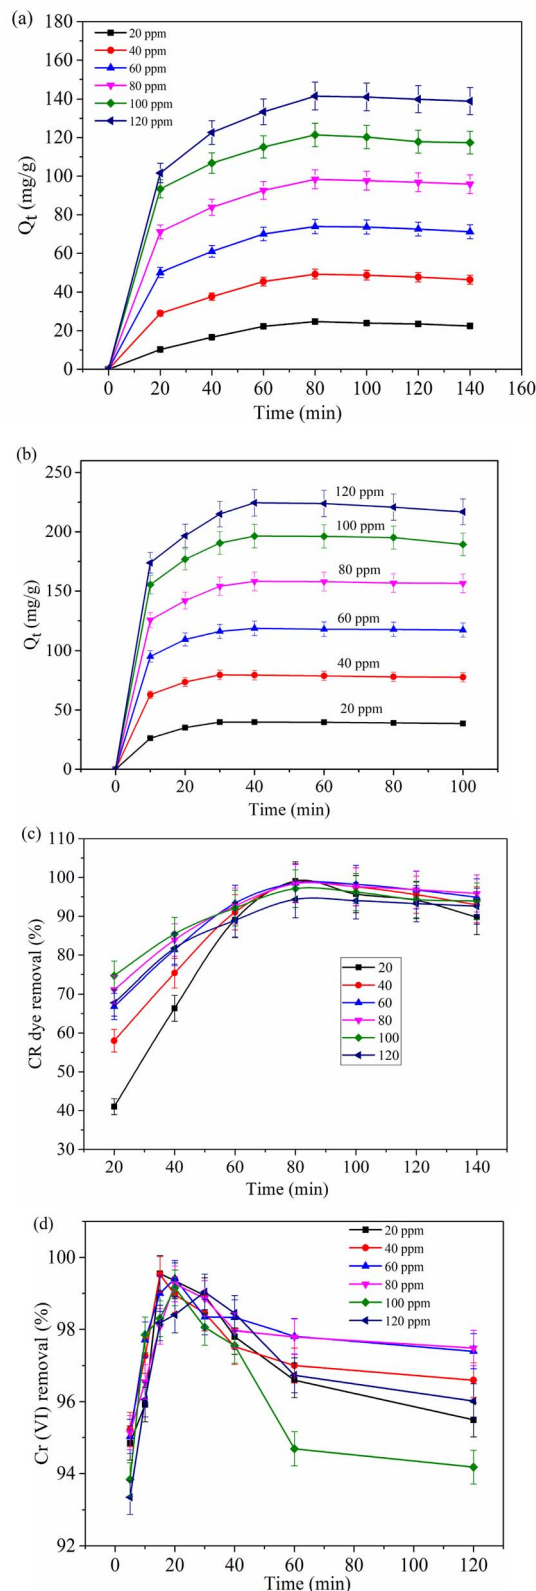 (a)
180
160
140
120
100
80
60
40
20
0
Qt (mg/g)
20 ppm
40 ppm
60 ppm
80 ppm
100 ppm
120 ppm
0 20 40 60 80 100 120 140 160
Time (min)
(b)
250
200
150
100
50
0
Qt (mg/g)
120 ppm
100 ppm
80 ppm
60 ppm
40 ppm
20 ppm
0 20 40 60 80 100
Time (min)
(c)
110
100
90
80
70
60
50
40
30
CR dye removal (%)
20
40
60
80
100
120
20 40 60 80 100 120 140
Time (min)
(d)
100
98
96
94
92
Cr (VI) removal (%)
20 ppm
40 ppm
60 ppm
80 ppm
100 ppm
120 ppm
0 20 40 60 80 100 120
Time (min)